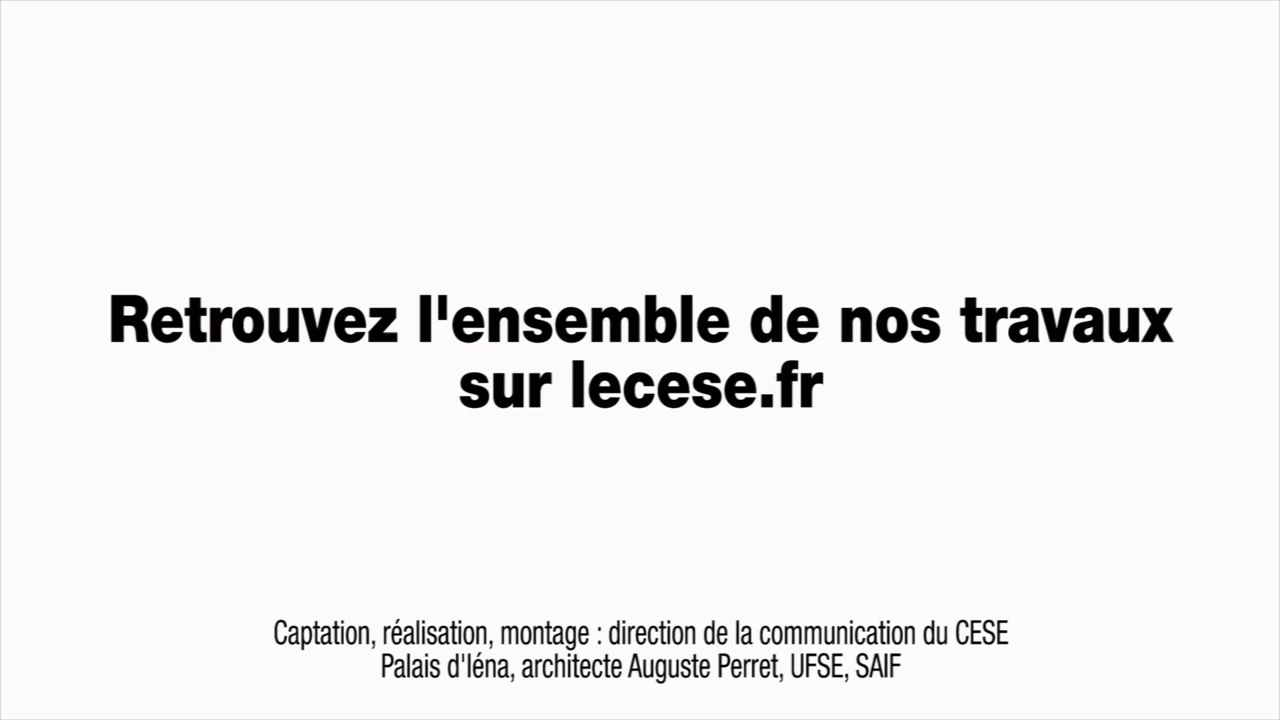 Retrouvez l'ensemble de nos travaux
sur lecese.fr
Captation, réalisation, montage : direction de la communication du CESE
Palais d'Iéna, architecte Auguste Perret, UFSE, SAIF